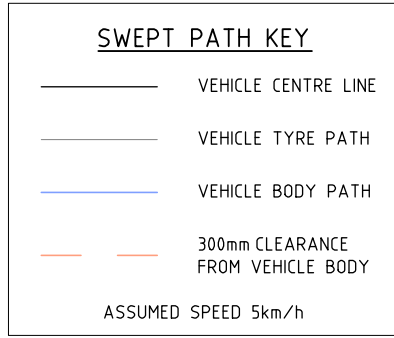 SWEPT PATH KEY
VEHICLE CENTRE LINE
VEHICLE TYRE PATH
VEHICLE BODY PATH
300mm CLEARANCE
FROM VEHICLE BODY
ASSUMED SPEED 5km/h